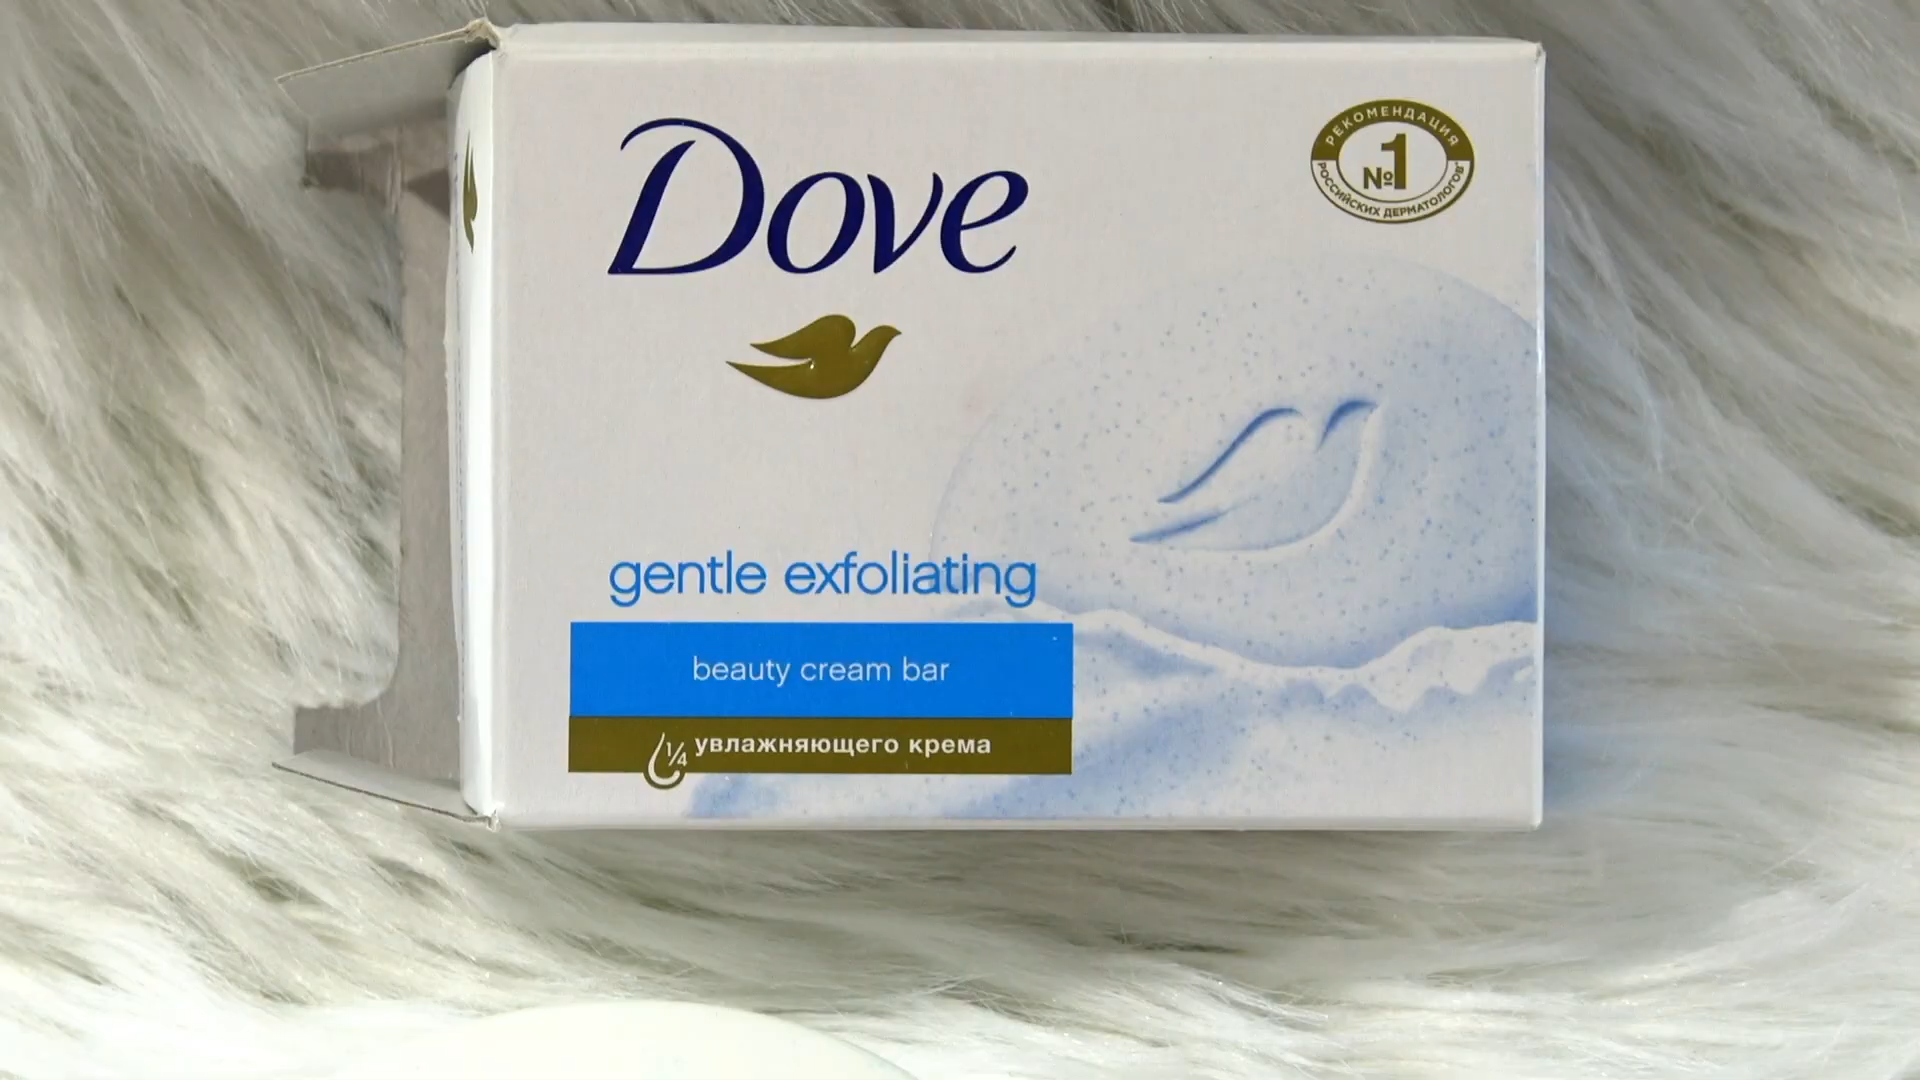 Dove
РЕКОМЕНДАЦИЯ
№1
РОССИЙСКИХ ДЕРМАТОЛОГОВ*
gentle exfoliating
beauty cream bar
1/4 увлажняющего крема